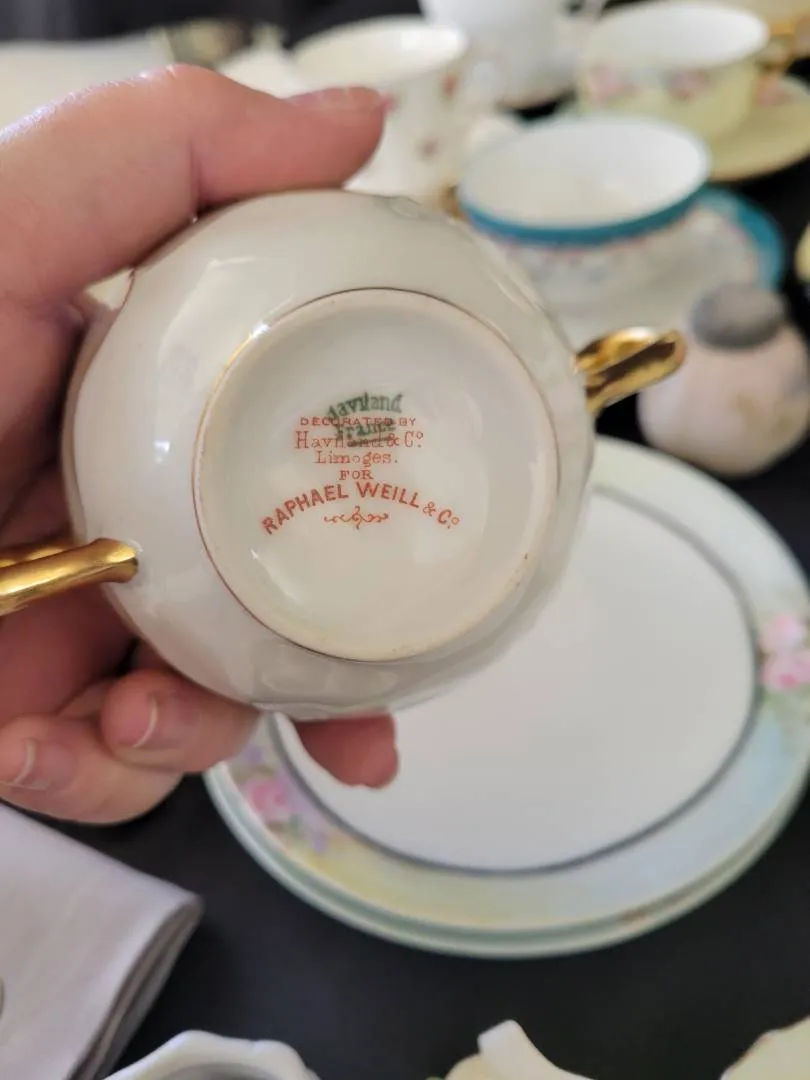 Haviland
France
DECORATED BY
Haviland & Cº
Limoges.
FOR
RAPHAEL WEILL & Cº